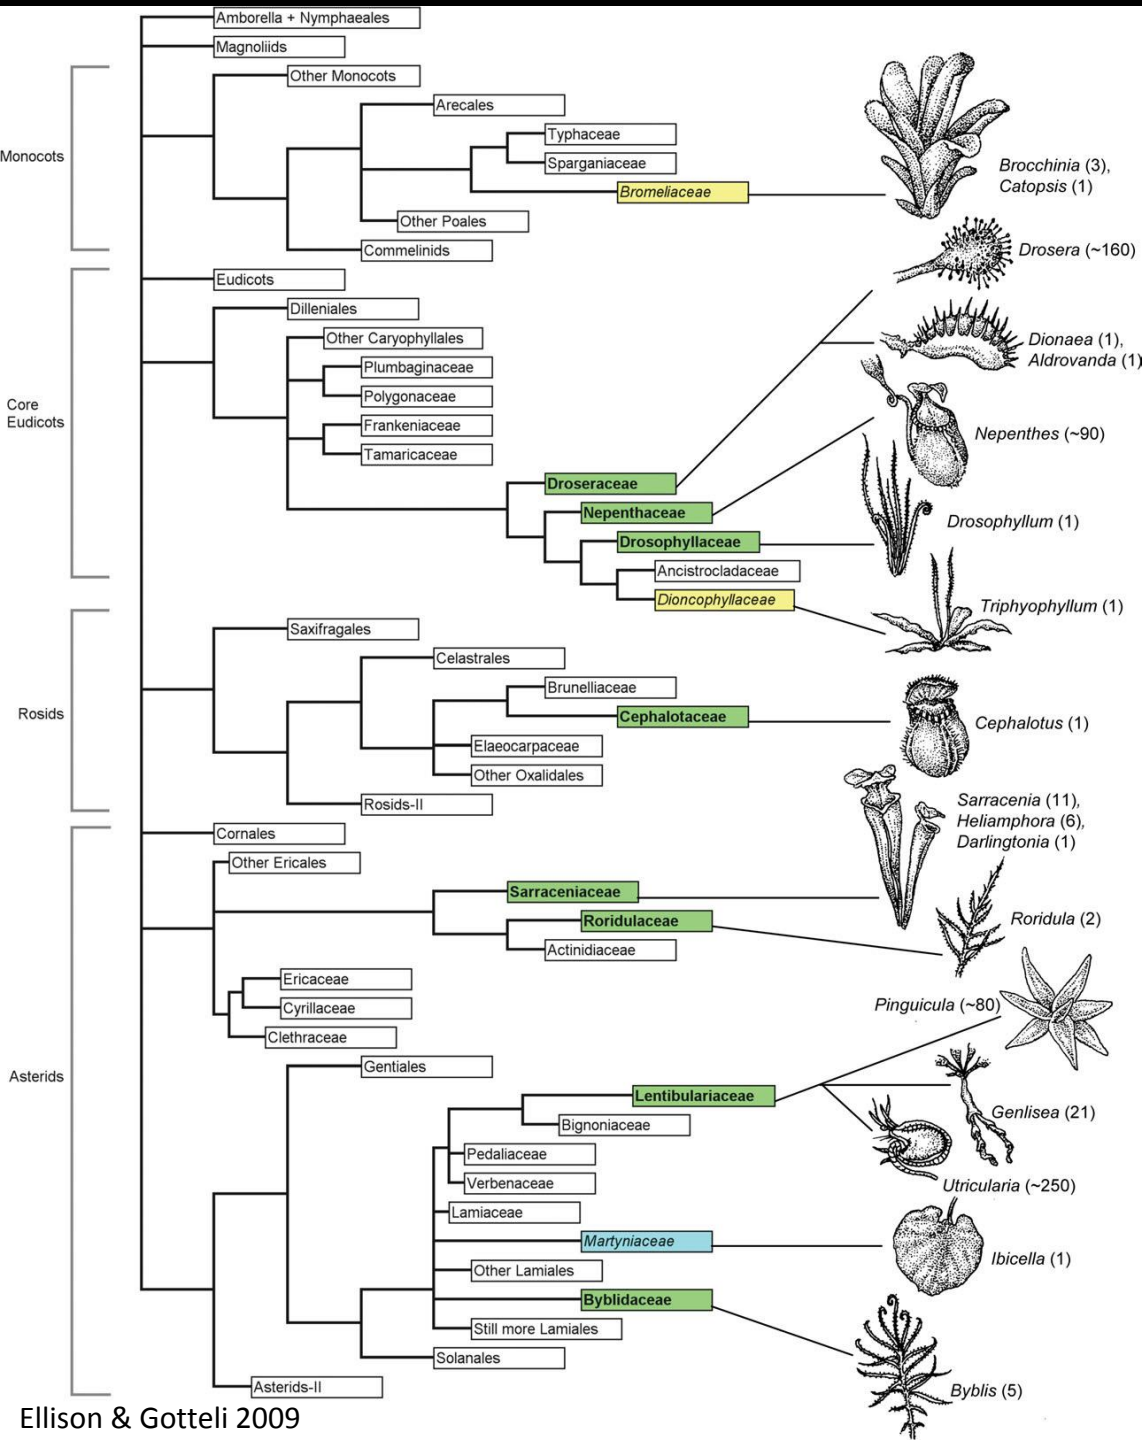 Amborella + Nymphaeales
Magnoliids
Other Monocots
Arecales
Typhaceae
Monocots
Sparganiaceae
Brocchinia (3),
Catopsis (1)
Bromeliaceae
Other Poales
Commelinids
Drosera (~160)
Eudicots
Dilleniales
Other Caryophyllales
Dionaea (1),
Aldrovanda (1)
Plumbaginaceae
Polygonaceae
Core
Eudicots
Frankeniaceae
Nepenthes (~90)
Tamaricaceae
Droseraceae
Nepenthaceae
Drosophyllum (1)
Drosophyllaceae
Ancistrocladaceae
Dioncophyllaceae
Triphyophyllum (1)
Saxifragales
Celastrales
Brunelliaceae
Rosids
Cephalotaceae
Cephalotus (1)
Elaeocarpaceae
Other Oxalidales
Rosids-II
Sarracenia (11),
Heliamphora (6),
Darlingtonia (1)
Cornales
Other Ericales
Sarraceniaceae
Roridulaceae
Roridula (2)
Actinidiaceae
Ericaceae
Cyrillaceae
Pinguicula (~80)
Clethraceae
Gentiales
Asterids
Lentibulariaceae
Genlisea (21)
Bignoniaceae
Pedaliaceae
Verbenaceae
Utricularia (~250)
Lamiaceae
Martyniaceae
Ibicella (1)
Other Lamiales
Byblidaceae
Still more Lamiales
Solanales
Asterids-II
Byblis (5)
Ellison & Gotteli 2009